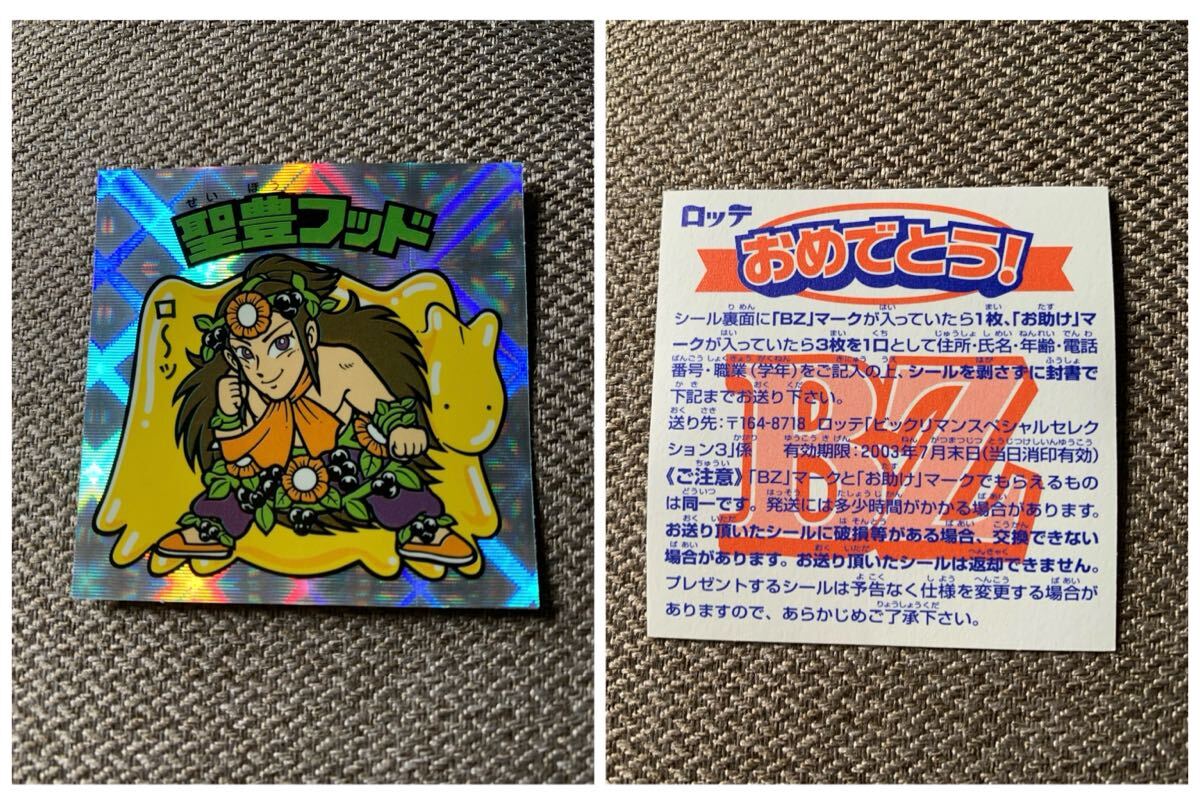 聖豊フッド
せいほう
ロ〜ッ
ロッテ
おめでとう!
シール裏面に「BZ」マークが入っていたら1枚、「お助け」マ
ークが入っていたら3枚を1口として住所・氏名・年齢・電話
番号・職業(学年)をご記入の上、シールを剥さずに封書で
下記までお送り下さい。
送り先:〒164-8718 ロッテ「ビックリマンスペシャルセレク
ション3」係 有効期限:2003年7月末日(当日消印有効)
《ご注意》「BZ」マークと「お助け」マークでもらえるもの
は同一です。発送には多少時間がかかる場合があります。
お送り頂いたシールに破損等がある場合、交換できない
場合があります。お送り頂いたシールは返却できません。
プレゼントするシールは予告なく仕様を変更する場合が
ありますので、あらかじめご了承下さい。
BZ